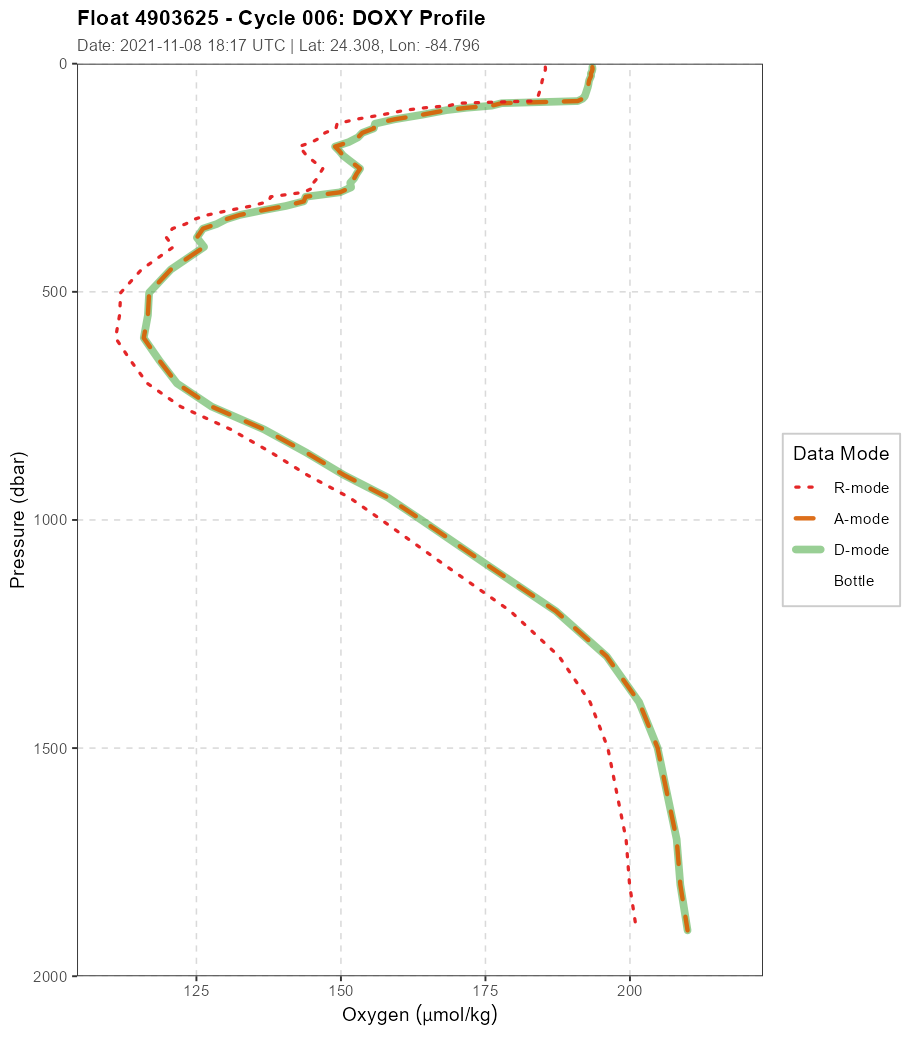 Float 4903625 - Cycle 006: DOXY Profile
Date: 2021-11-08 18:17 UTC | Lat: 24.308, Lon: -84.796
0
500
1000
1500
2000
Pressure (dbar)
125
150
175
200
Oxygen (μmol/kg)
Data Mode
R-mode
A-mode
D-mode
Bottle